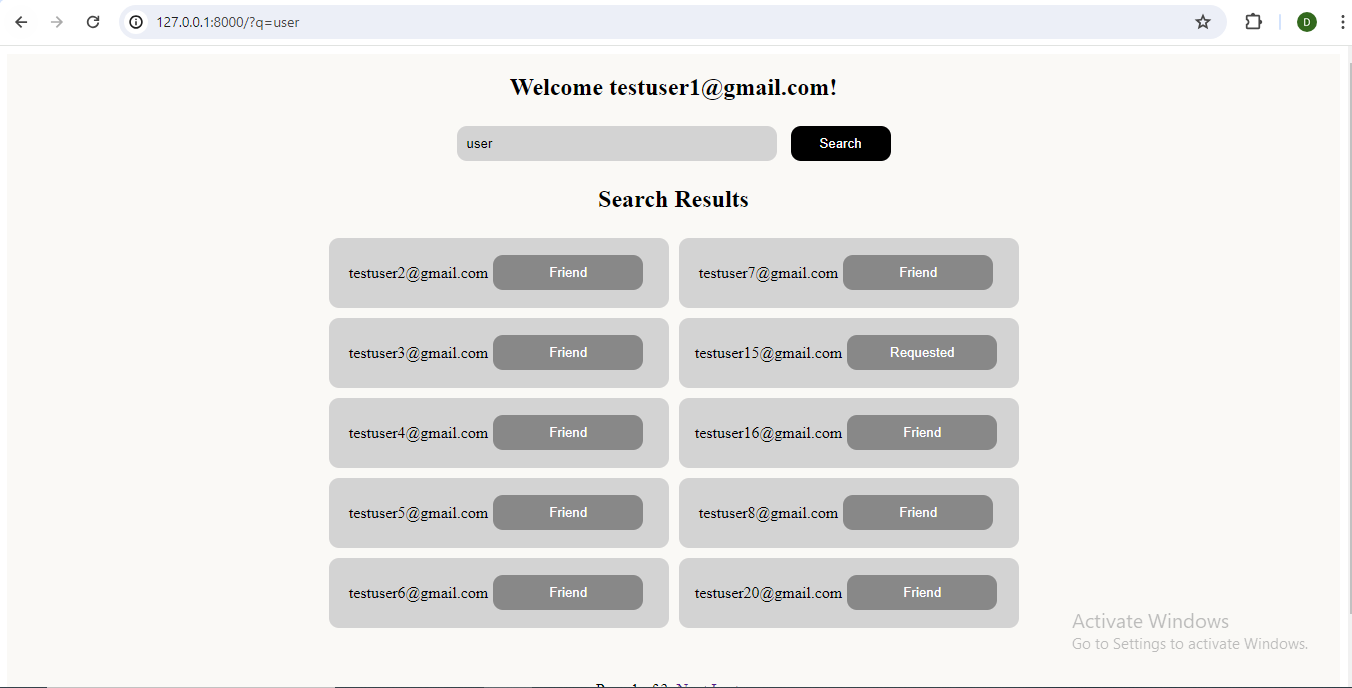 127.0.0.1:8000/?q=user
D
Welcome testuser1@gmail.com!
user
Search
Search Results
testuser2@gmail.com Friend
testuser7@gmail.com Friend
testuser3@gmail.com Friend
testuser15@gmail.com Requested
testuser4@gmail.com Friend
testuser16@gmail.com Friend
testuser5@gmail.com Friend
testuser8@gmail.com Friend
testuser6@gmail.com Friend
testuser20@gmail.com Friend
Activate Windows
Go to Settings to activate Windows.